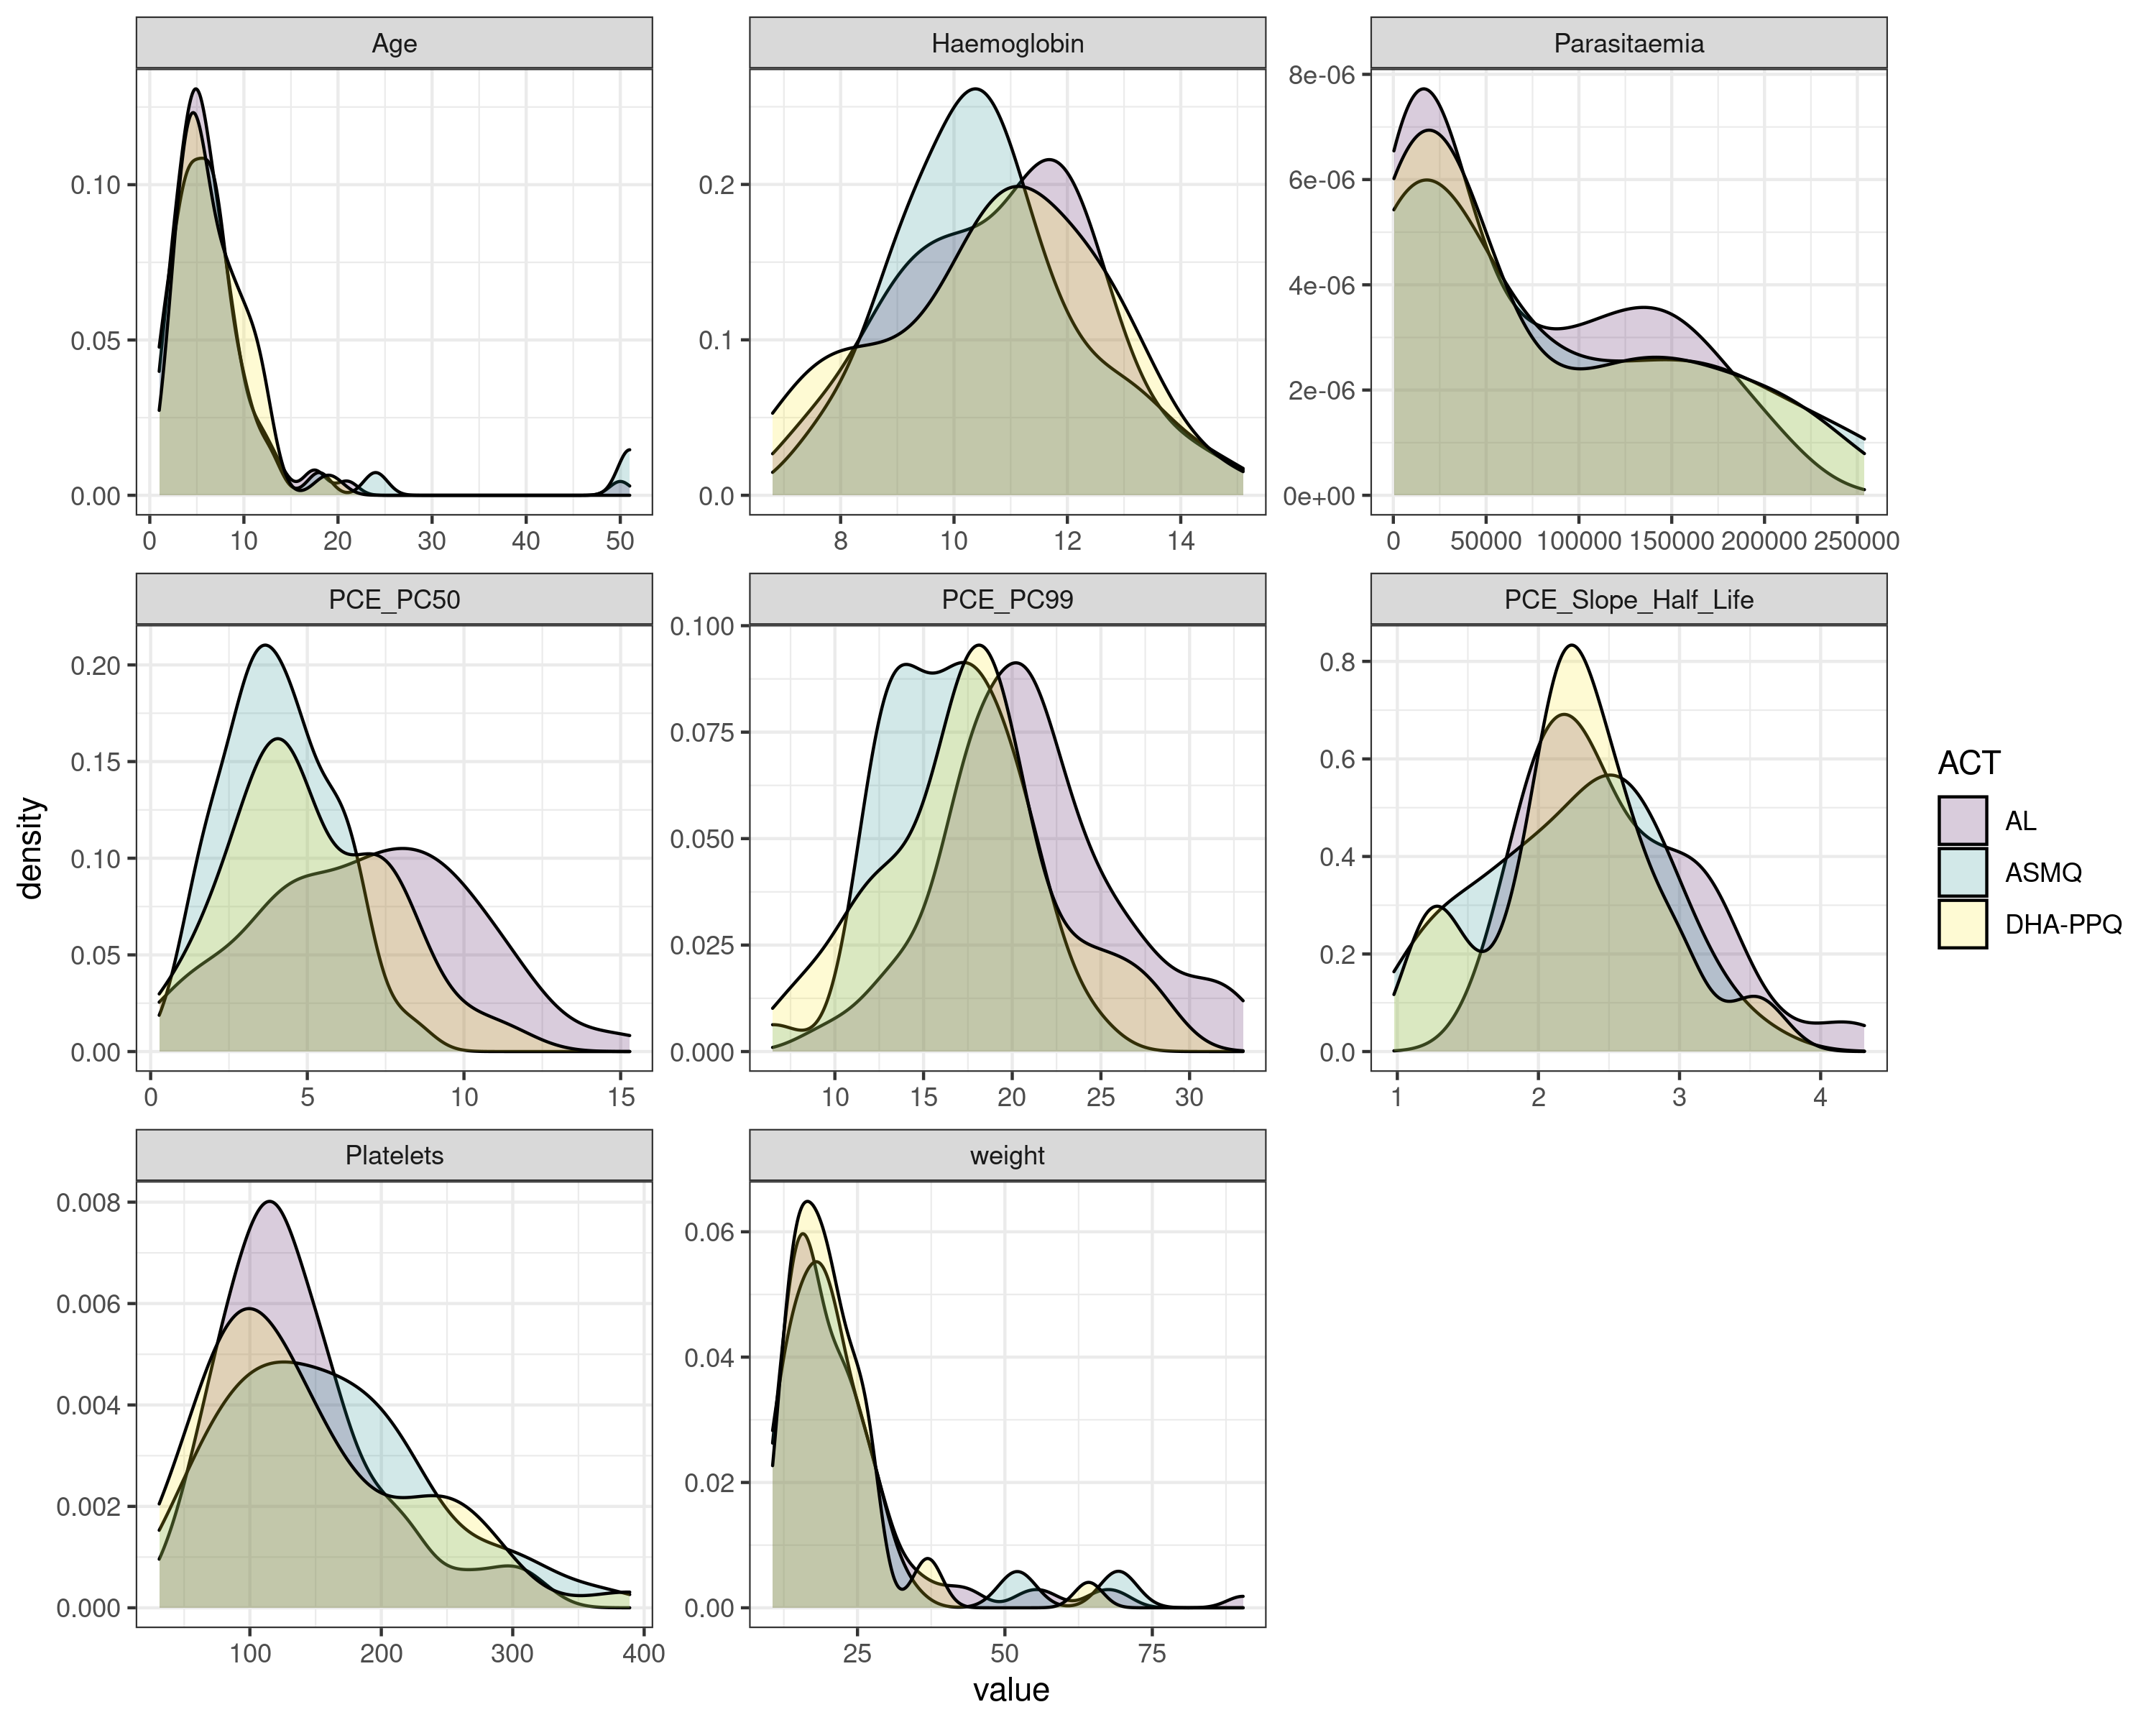 Age
Haemoglobin
Parasitaemia
0.10
0.05
0.00
0 10 20 30 40 50
0.2
0.1
0.0
8 10 12 14
8e-06
6e-06
4e-06
2e-06
0e+00
0 50000 100000 150000 200000 250000
PCE_PC50
PCE_PC99
PCE_Slope_Half_Life
0.20
0.15
0.10
0.05
0.00
0 5 10 15
0.100
0.075
0.050
0.025
0.000
10 15 20 25 30
0.8
0.6
0.4
0.2
0.0
1 2 3 4
Platelets
weight
0.008
0.006
0.004
0.002
0.000
100 200 300 400
0.06
0.04
0.02
0.00
25 50 75
density
value
ACT
AL
ASMQ
DHA-PPQ